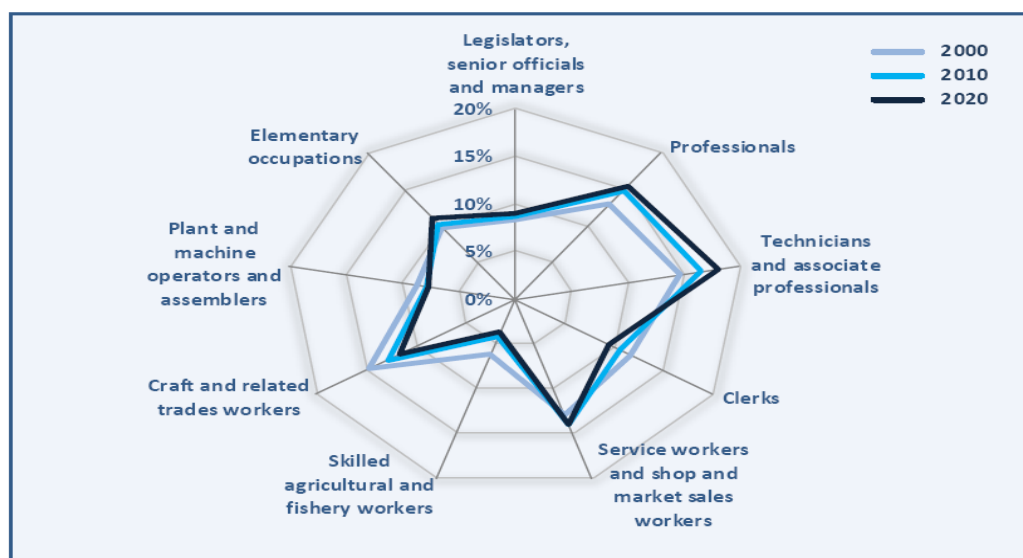 Legislators,
senior officials
and managers
2000
2010
2020
20%
15%
10%
5%
0%
Professionals
Technicians
and associate
professionals
Clerks
Service workers
and shop and
market sales
workers
Skilled
agricultural and
fishery workers
Craft and related
trades workers
Plant and
machine
operators and
assemblers
Elementary
occupations